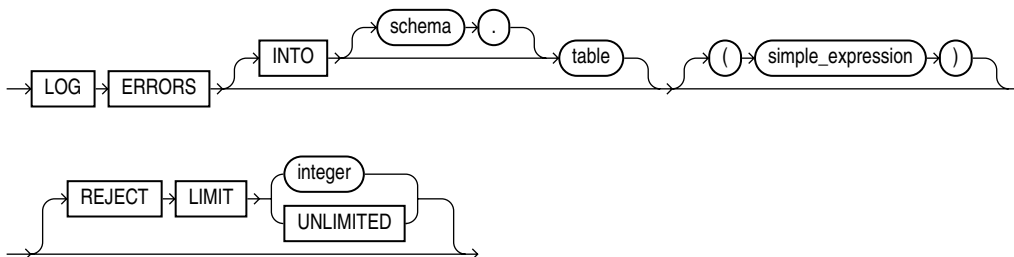 schema .
INTO table ( simple_expression )
LOG ERRORS
integer
REJECT LIMIT
UNLIMITED